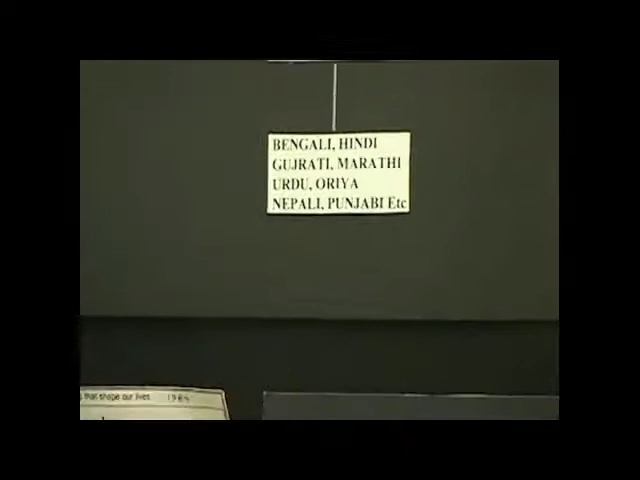 BENGALI, HINDI
GUJRATI, MARATHI
URDU, ORIYA
NEPALI, PUNJABI Etc
that shape our lives